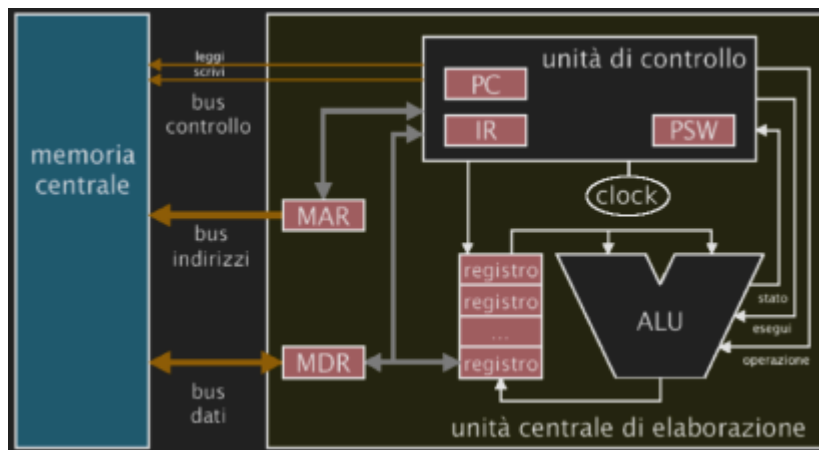 memoria
centrale
leggi
scrivi
bus
controllo
bus
indirizzi
bus
dati
MAR
MDR
unità di controllo
PC
IR
PSW
clock
registro
registro
...
registro
ALU
stato
esegui
operazione
unità centrale di elaborazione